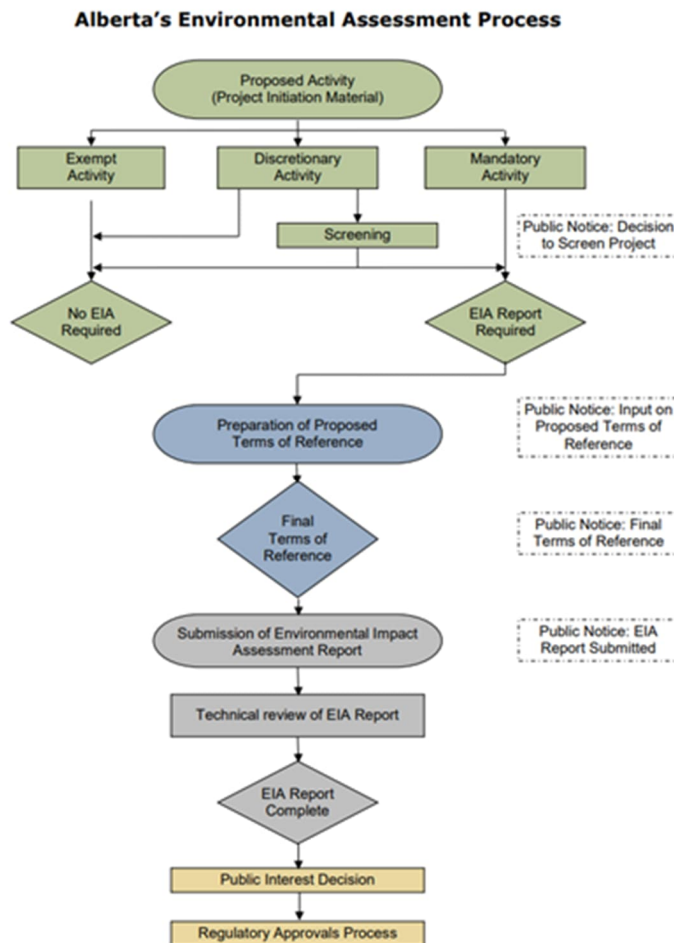 Alberta's Environmental Assessment Process
Proposed Activity
(Project Initiation Material)
Exempt
Activity
Discretionary
Activity
Mandatory
Activity
Screening
Public Notice: Decision
to Screen Project
No EIA
Required
EIA Report
Required
Preparation of Proposed
Terms of Reference
Public Notice: Input on
Proposed Terms of
Reference
Final
Terms of
Reference
Public Notice: Final
Terms of Reference
Submission of Environmental Impact
Assessment Report
Public Notice: EIA
Report Submitted
Technical review of EIA Report
EIA Report
Complete
Public Interest Decision
Regulatory Approvals Process